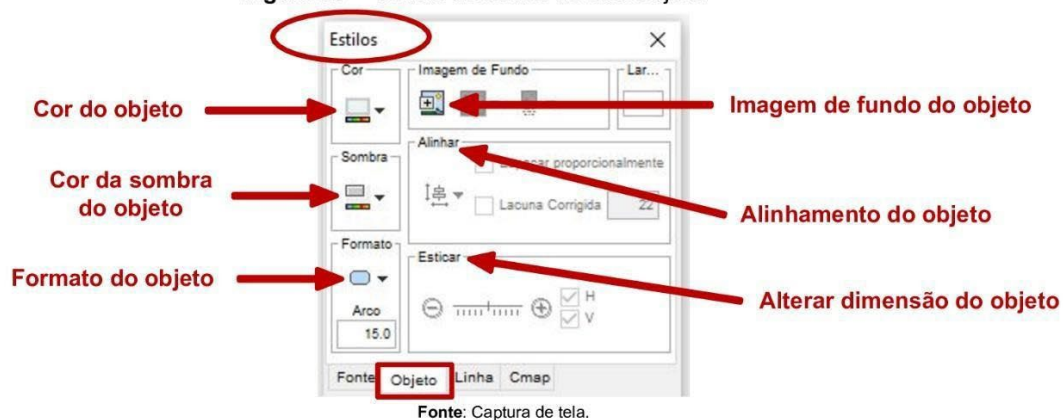 Estilos
Cor
Imagem de Fundo
Lar...
Cor do objeto
Imagem de fundo do objeto
Sombra
Alinhar
proporcionalmente
Cor da sombra
do objeto
Lacuna Corrigida
22
Alinhamento do objeto
Formato
Esticar
Formato do objeto
H
V
Alterar dimensão do objeto
Arco
15.0
Fonte
Objeto
Linha
Cmap
Fonte: Captura de tela.